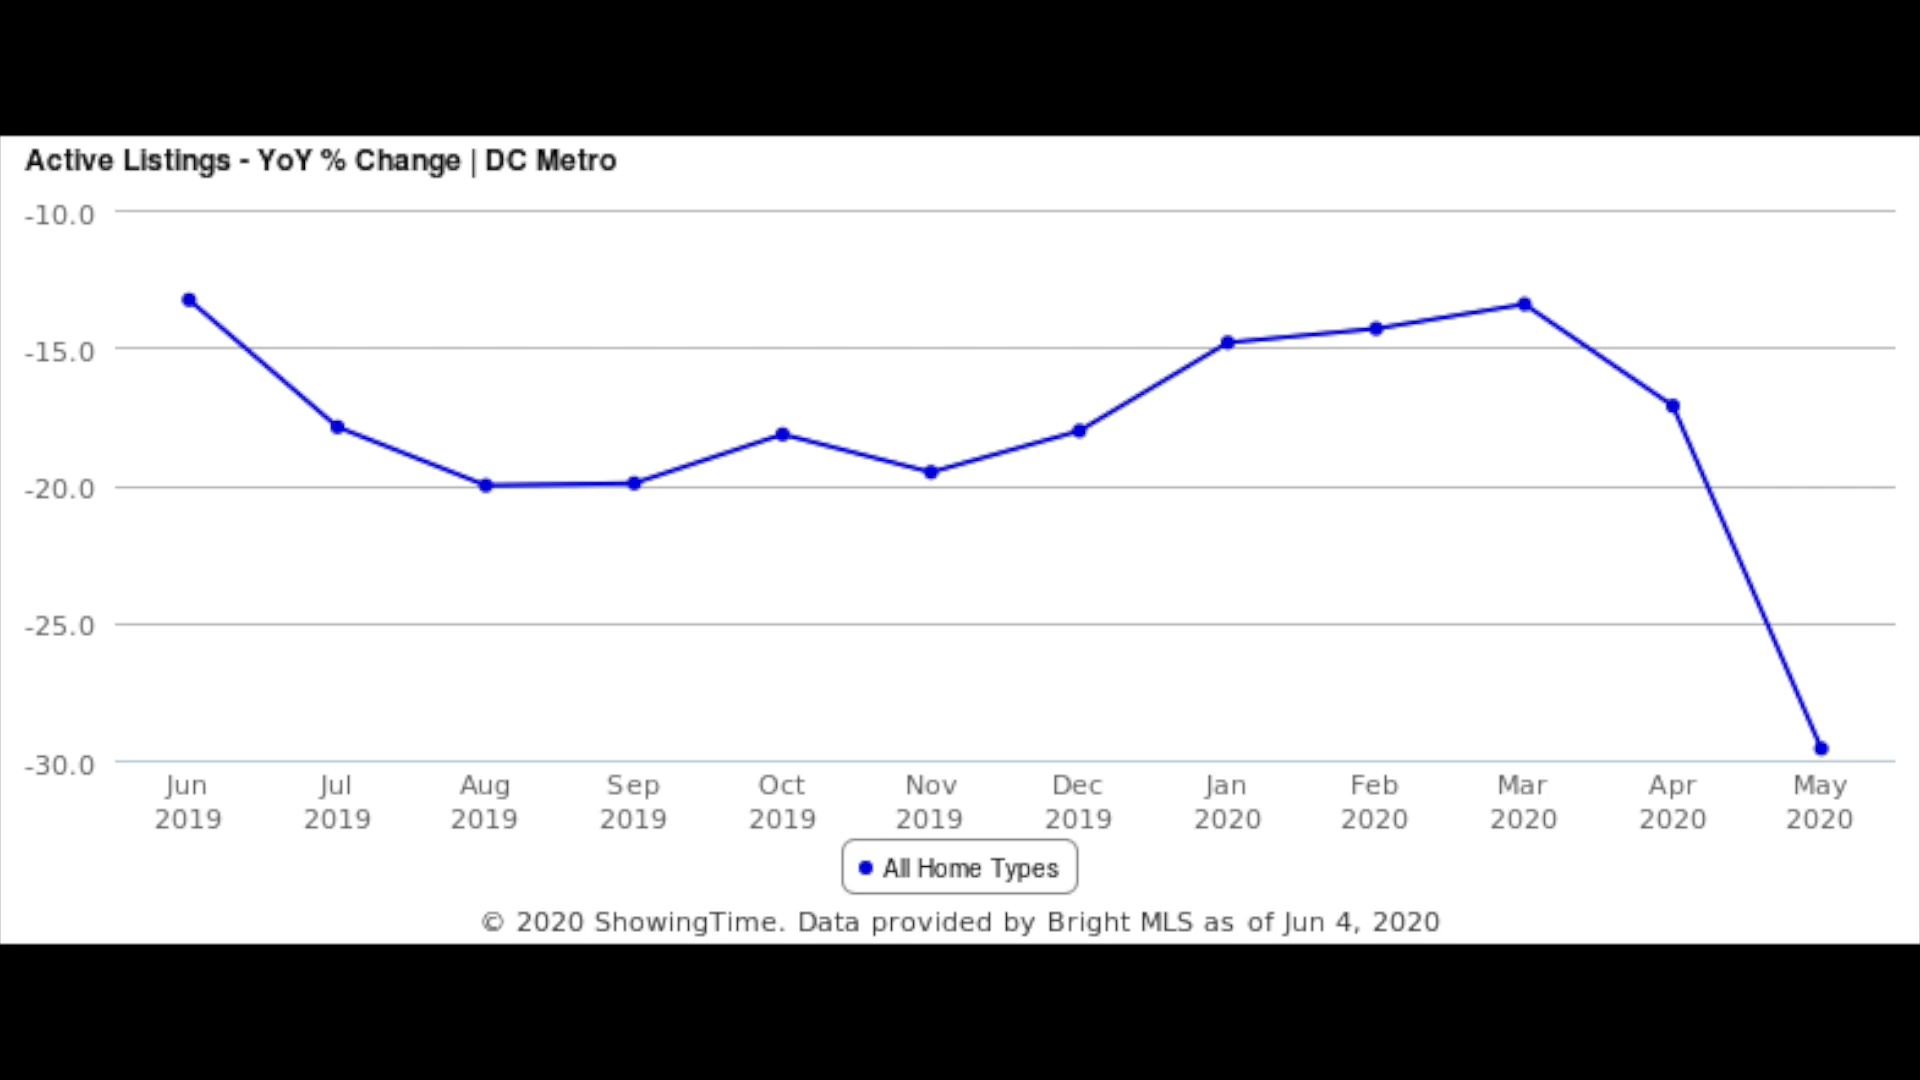 Active Listings - YoY % Change | DC Metro
-10.0
-15.0
-20.0
-25.0
-30.0
Jun 2019
Jul 2019
Aug 2019
Sep 2019
Oct 2019
Nov 2019
Dec 2019
Jan 2020
Feb 2020
Mar 2020
Apr 2020
May 2020
All Home Types
© 2020 ShowingTime. Data provided by Bright MLS as of Jun 4, 2020